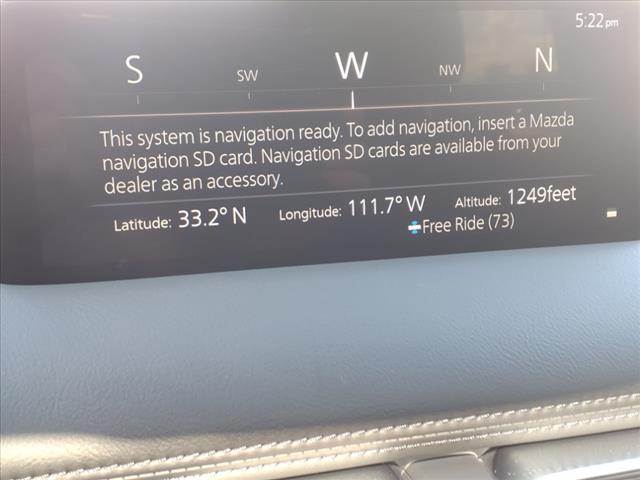 5:22pm
S SW W NW N
This system is navigation ready. To add navigation, insert a Mazda
navigation SD card. Navigation SD cards are available from your
dealer as an accessory.
Latitude: 33.2° N Longitude: 111.7° W Altitude: 1249feet
Free Ride (73)